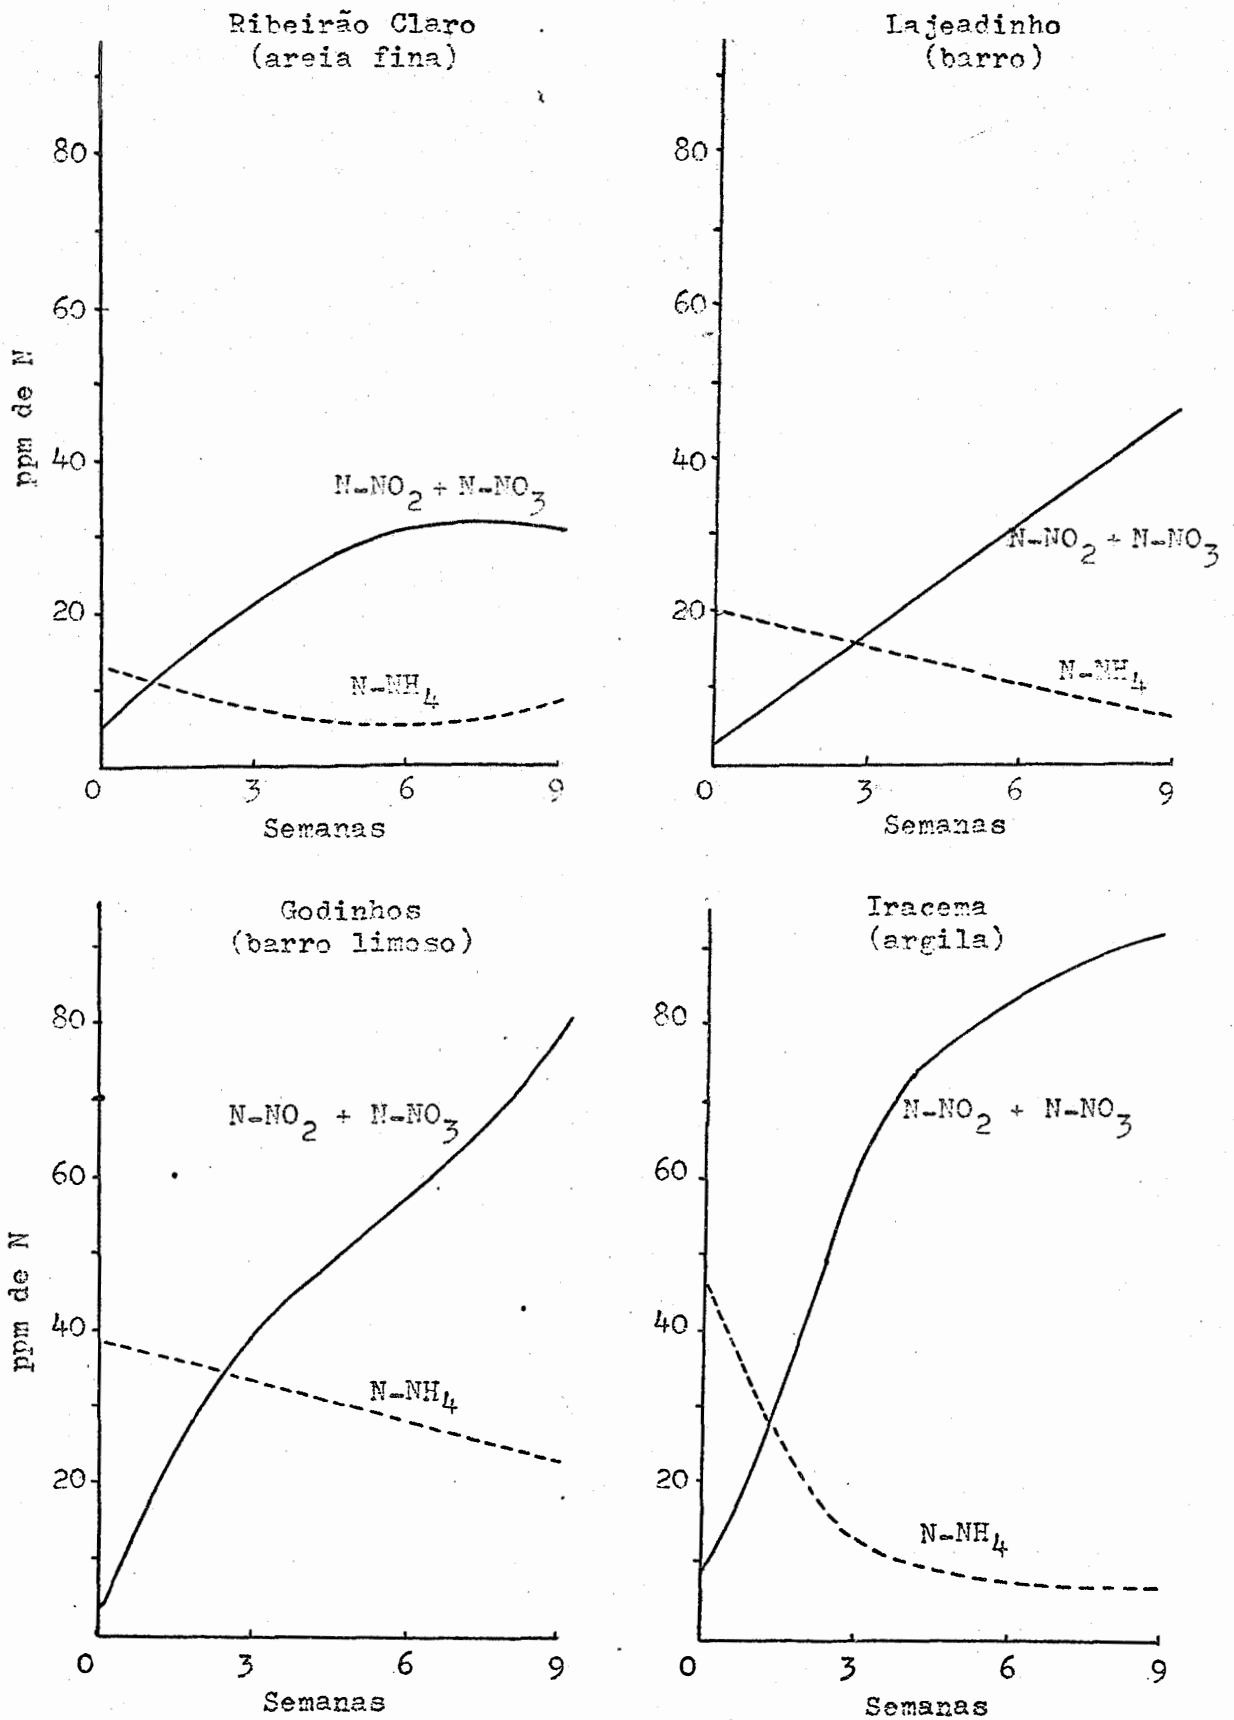 Ribeirão Claro
(areia fina)
80
60
40
20
ppm de N
N-NO2 + N-NO3
N-NH4
0 3 6 9
Semanas
Lajeadinho
(barro)
80
60
40
20
N-NO2 + N-NO3
N-NH4
0 3 6 9
Semanas
Godinhos
(barro limoso)
80
60
40
20
ppm de N
N-NO2 + N-NO3
N-NH4
0 3 6 9
Semanas
Iracema
(argila)
80
60
40
20
N-NO2 + N-NO3
N-NH4
0 3 6 9
Semanas